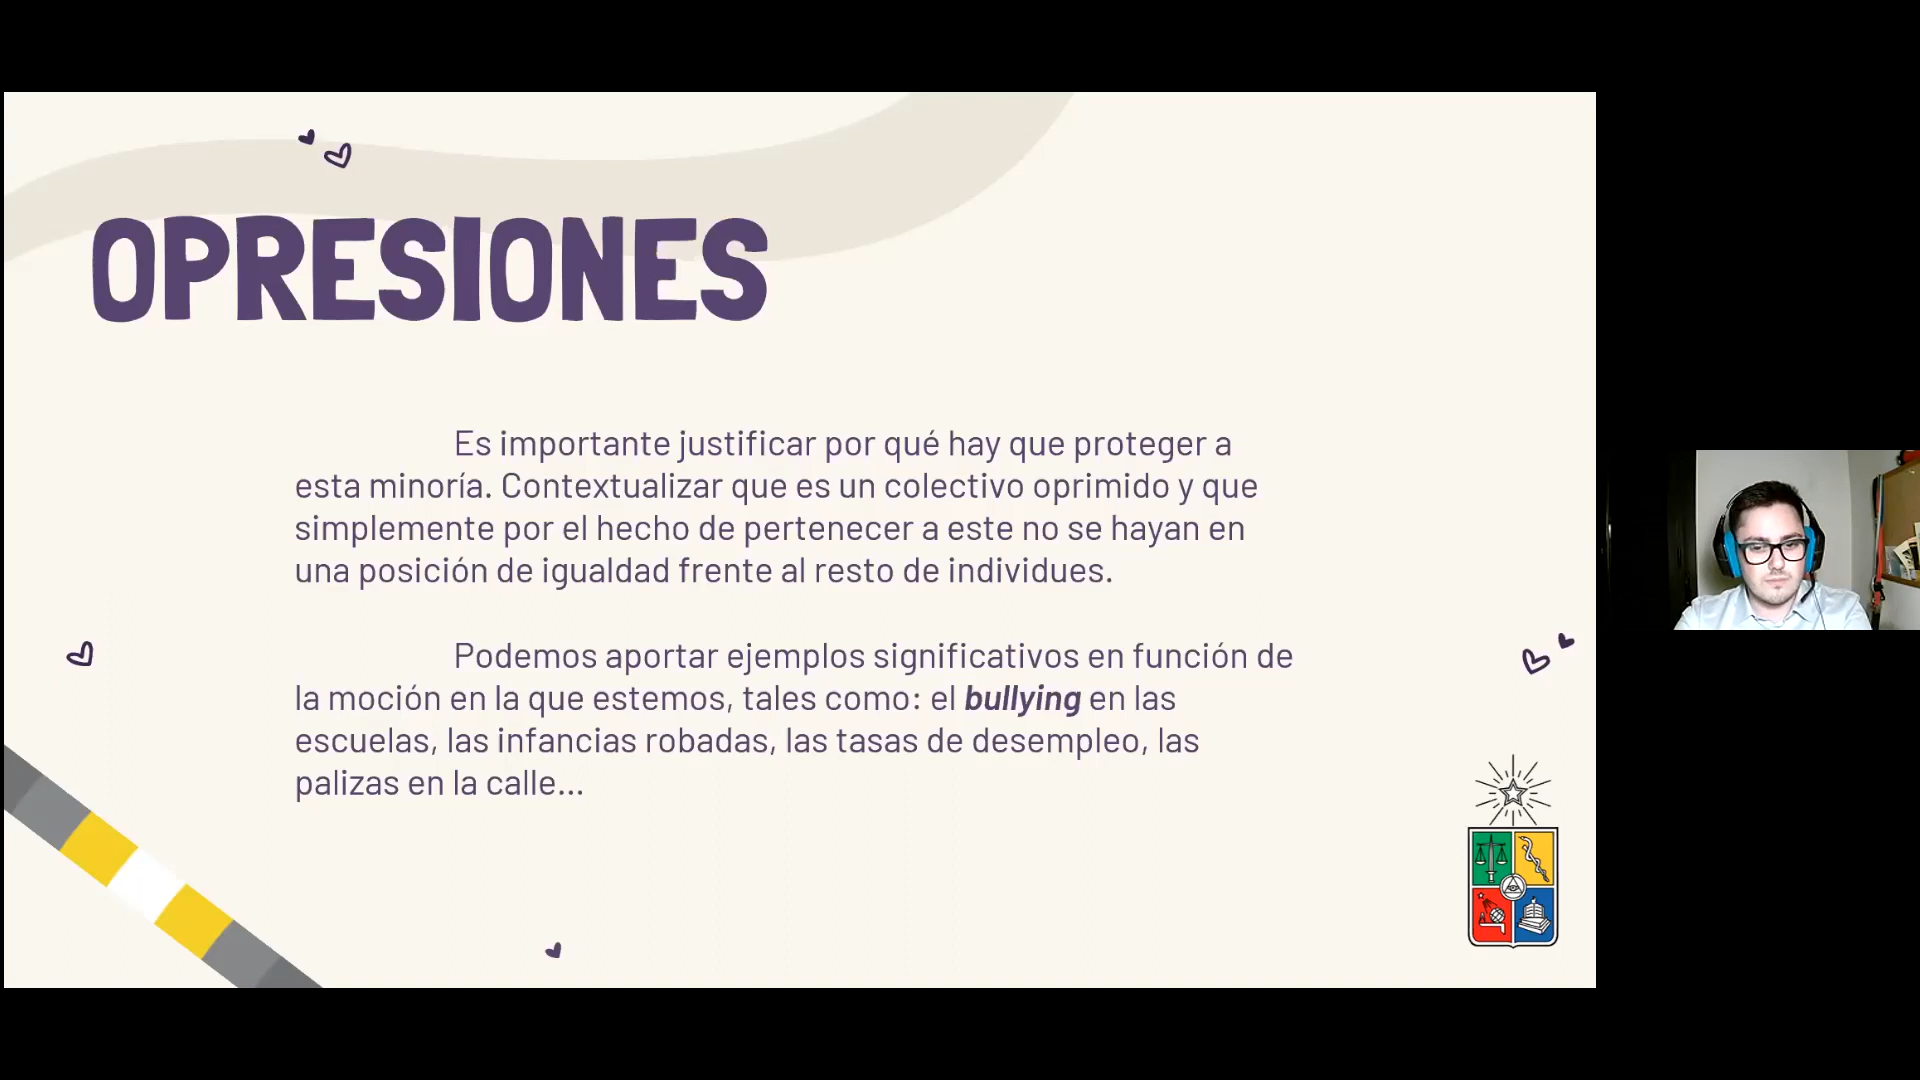 OPRESIONES
Es importante justificar por qué hay que proteger a
esta minoría. Contextualizar que es un colectivo oprimido y que
simplemente por el hecho de pertenecer a este no se hayan en
una posición de igualdad frente al resto de individues.
Podemos aportar ejemplos significativos en función de
la moción en la que estemos, tales como: el bullying en las
escuelas, las infancias robadas, las tasas de desempleo, las
palizas en la calle...